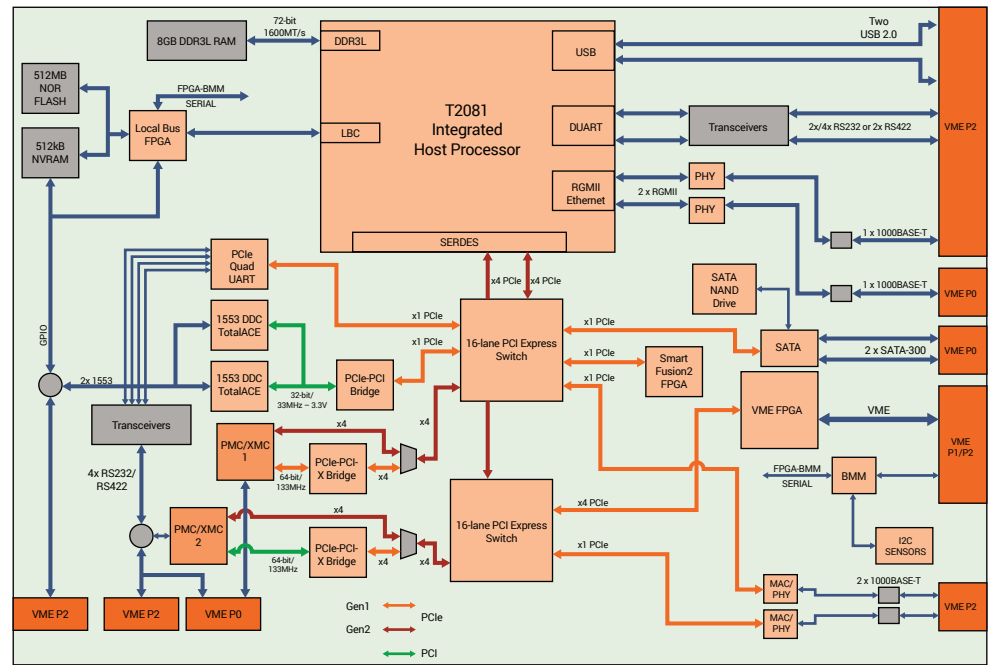 72-bit
1600MT/s
8GB DDR3L RAM
DDR3L
USB
Two
USB 2.0
512MB
NOR
FLASH
FPGA-BMM
SERIAL
T2081
Integrated
Host Processor
Local Bus
FPGA
LBC
DUART
Transceivers
2x/4x RS232 or 2x RS422
VME P2
512kB
NVRAM
RGMII
Ethernet
2 x RGMII
PHY
PHY
1 x 1000BASE-T
SERDES
PCIe
Quad
UART
x4 PCIe
x4 PCIe
SATA
NAND
Drive
1 x 1000BASE-T
VME P0
GPIO
1553 DDC
TotalACE
x1 PCIe
x1 PCIe
16-lane PCI Express
Switch
x1 PCIe
x1 PCIe
x1 PCIe
Smart
Fusion2
FPGA
SATA
2 x SATA-300
VME P0
2x 1553
1553 DDC
TotalACE
32-bit/
33MHz – 3.3V
PCIe-PCI
Bridge
VME FPGA
VME
VME
P1/P2
Transceivers
4x RS232/
RS422
PMC/XMC
1
x4
64-bit/
133MHz
PCIe-PCI-
X Bridge
x4
x4
FPGA-BMM
SERIAL
BMM
I2C
SENSORS
PMC/XMC
2
x4
64-bit/
133MHz
PCIe-PCI-
X Bridge
x4
x4
16-lane PCI Express
Switch
x4 PCIe
x1 PCIe
MAC/
PHY
MAC/
PHY
2 x 1000BASE-T
VME P2
VME P2
VME P2
VME P0
Gen1
Gen2
PCIe
PCI